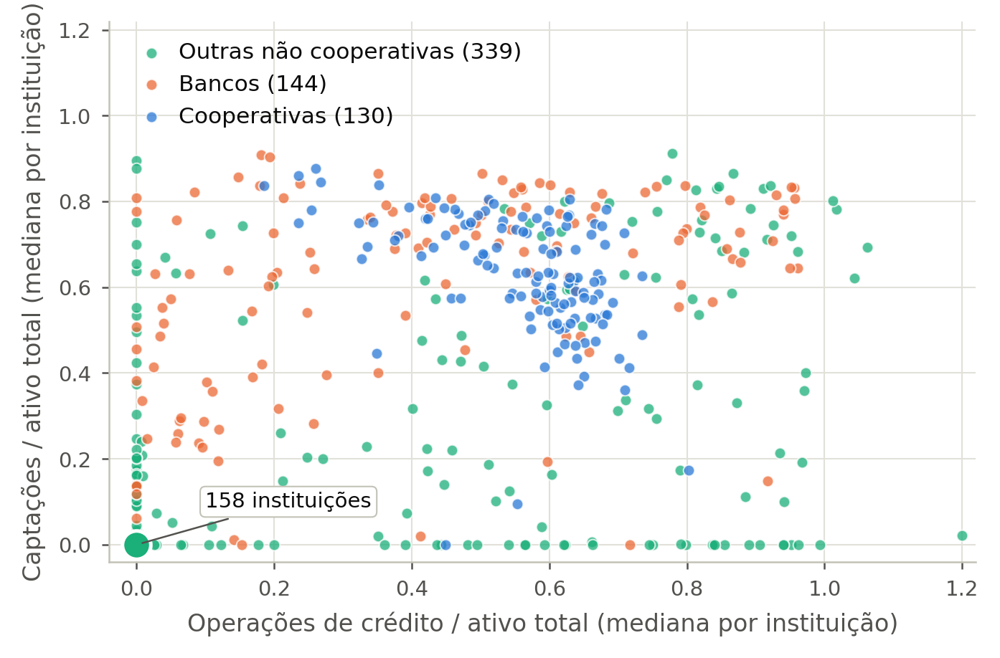 Captações / ativo total (mediana por instituição)
1.2
1.0
0.8
0.6
0.4
0.2
0.0
Outras não cooperativas (339)
Bancos (144)
Cooperativas (130)
158 instituições
0.0 0.2 0.4 0.6 0.8 1.0 1.2
Operações de crédito / ativo total (mediana por instituição)